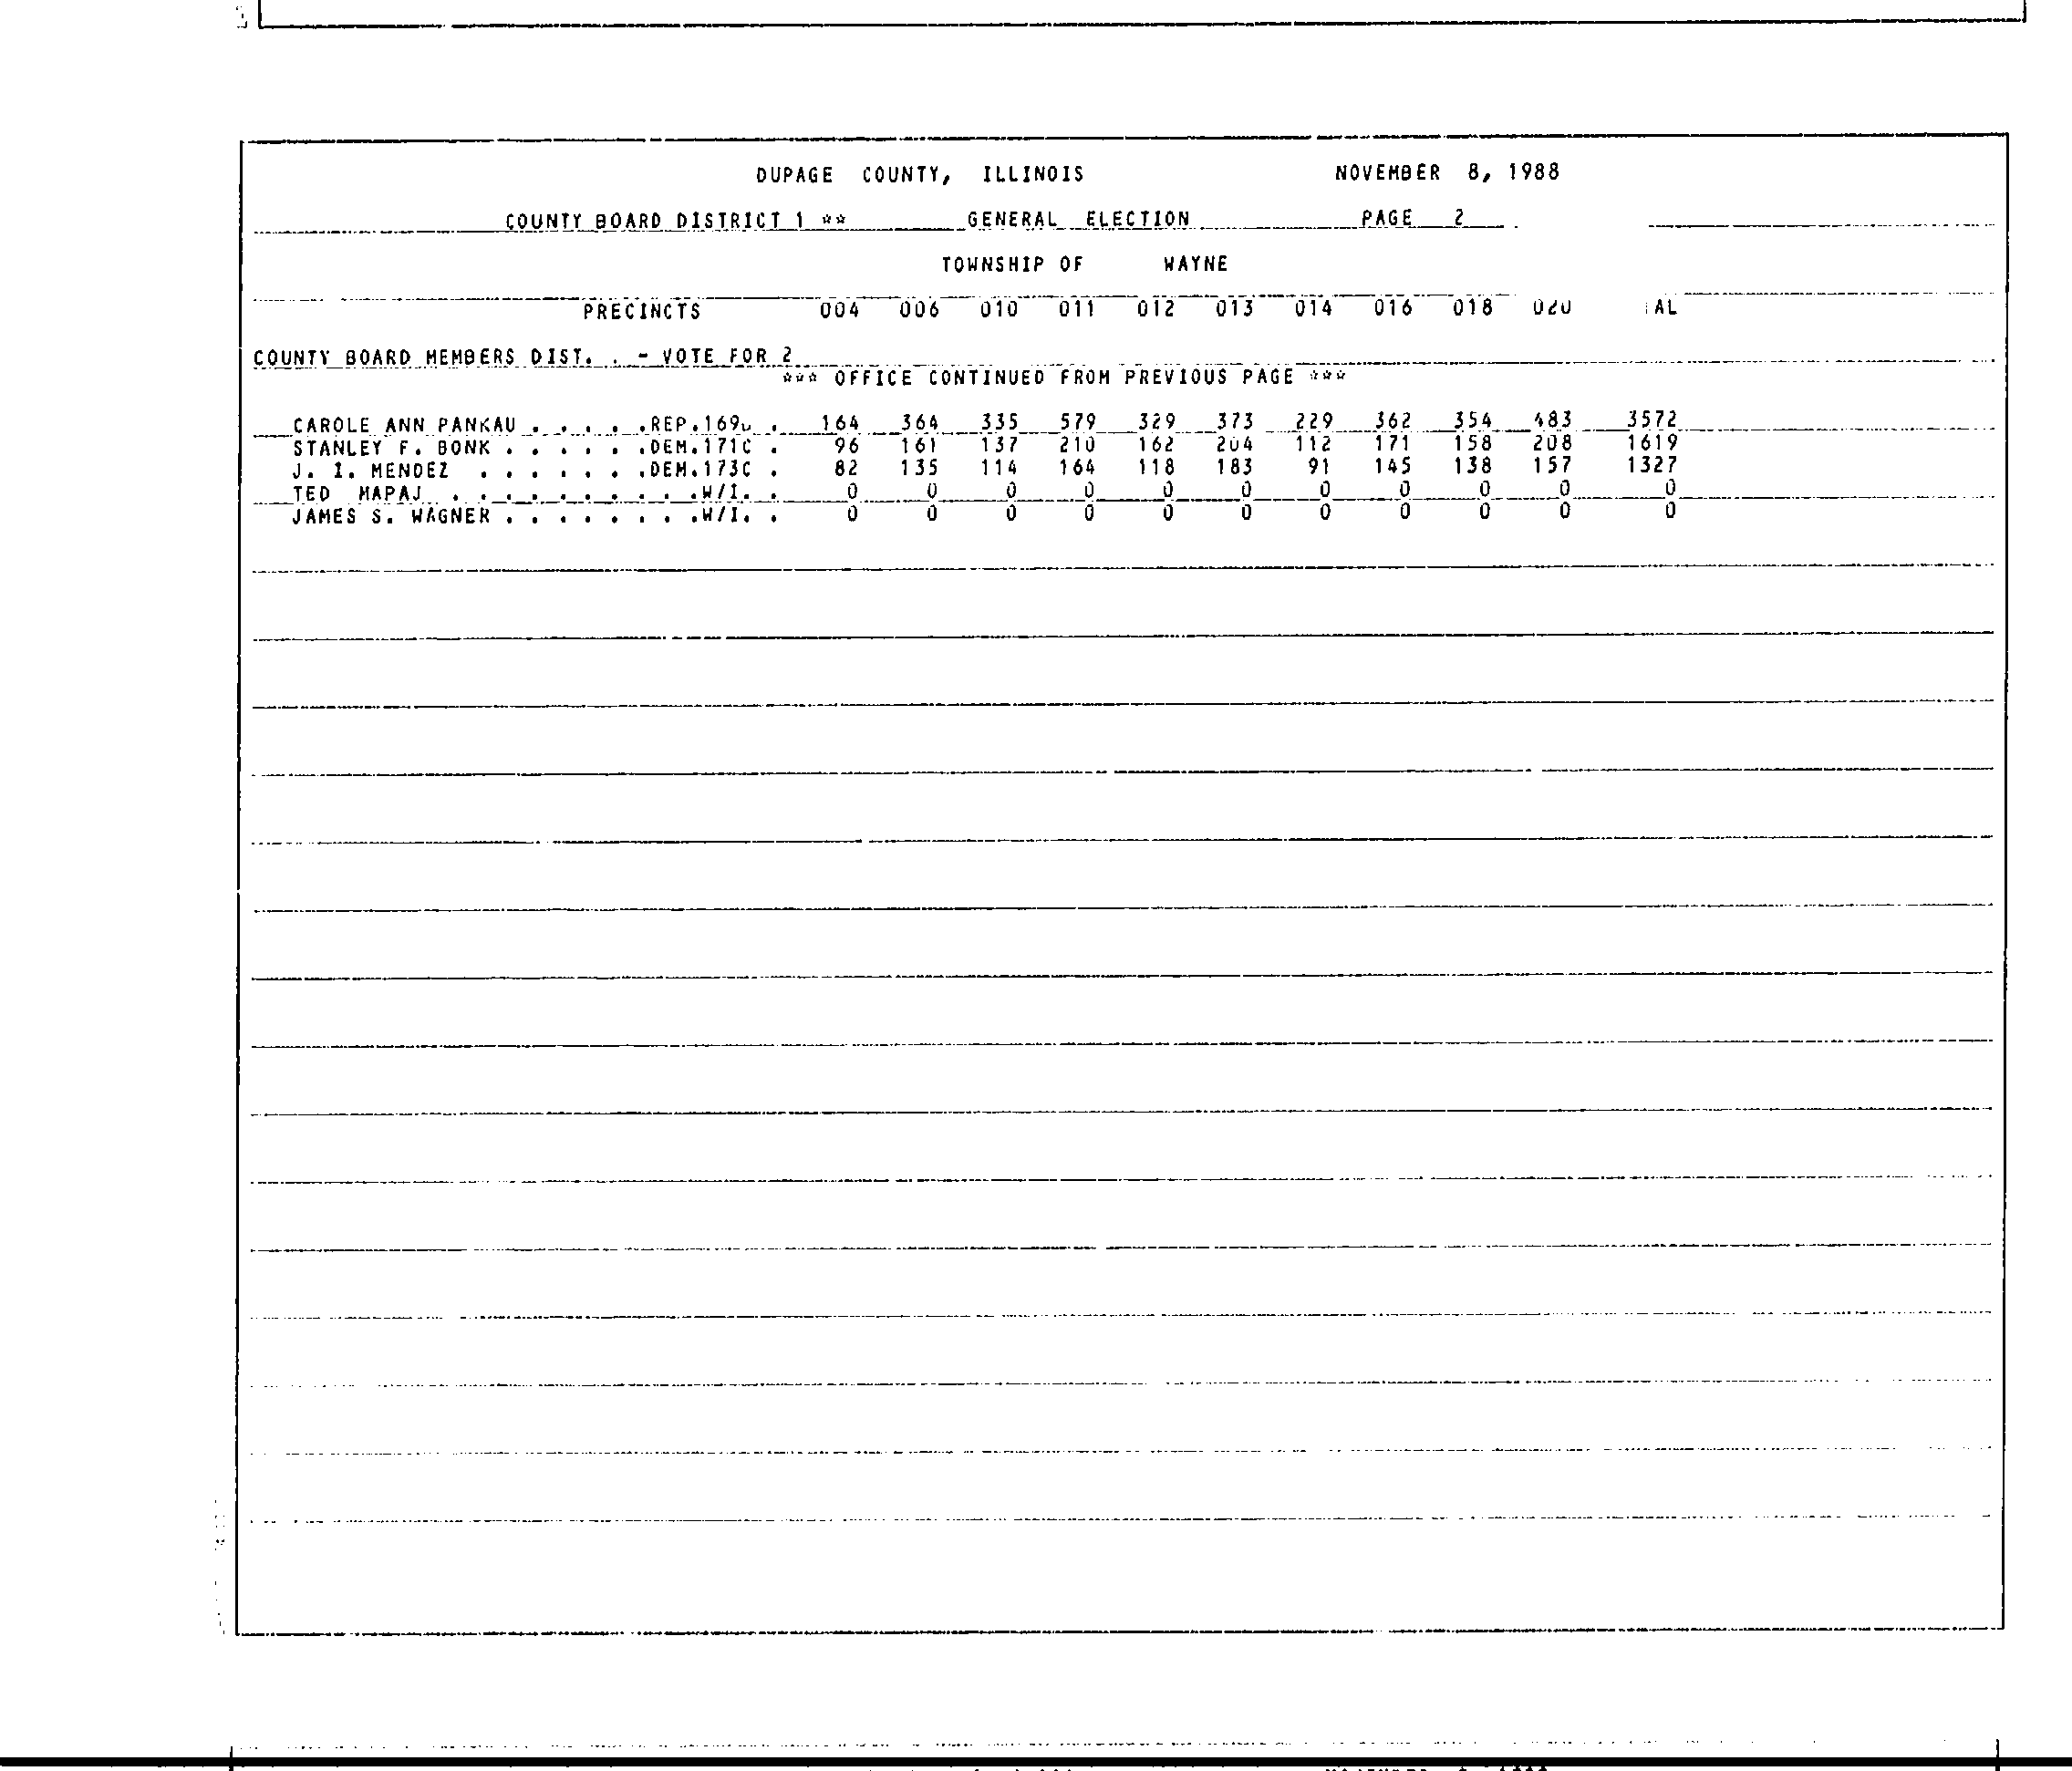 DUPAGE COUNTY, ILLINOIS NOVEMBER 8, 1988
COUNTY BOARD DISTRICT 1 ** GENERAL ELECTION PAGE 2
TOWNSHIP OF WAYNE
PRECINCTS 004 006 010 011 012 013 014 016 018 020 AL
COUNTY BOARD MEMBERS DIST. . - VOTE FOR 2
*** OFFICE CONTINUED FROM PREVIOUS PAGE ***
CAROLE ANN PANKAU . . . . .REP.169 . 164 364 335 579 329 373 229 362 354 483 3572
STANLEY F. BONK . . . . . .DEM.171C . 96 161 137 210 162 204 112 171 158 208 1619
J. I. MENDEZ . . . . . . .DEM.173C . 82 135 114 164 118 183 91 145 138 157 1327
TED MAPAJ . . . . . . . . . .W/I. . 0 0 0 0 0 0 0 0 0 0 0
JAMES S. WAGNER . . . . . . . .W/I. . 0 0 0 0 0 0 0 0 0 0 0